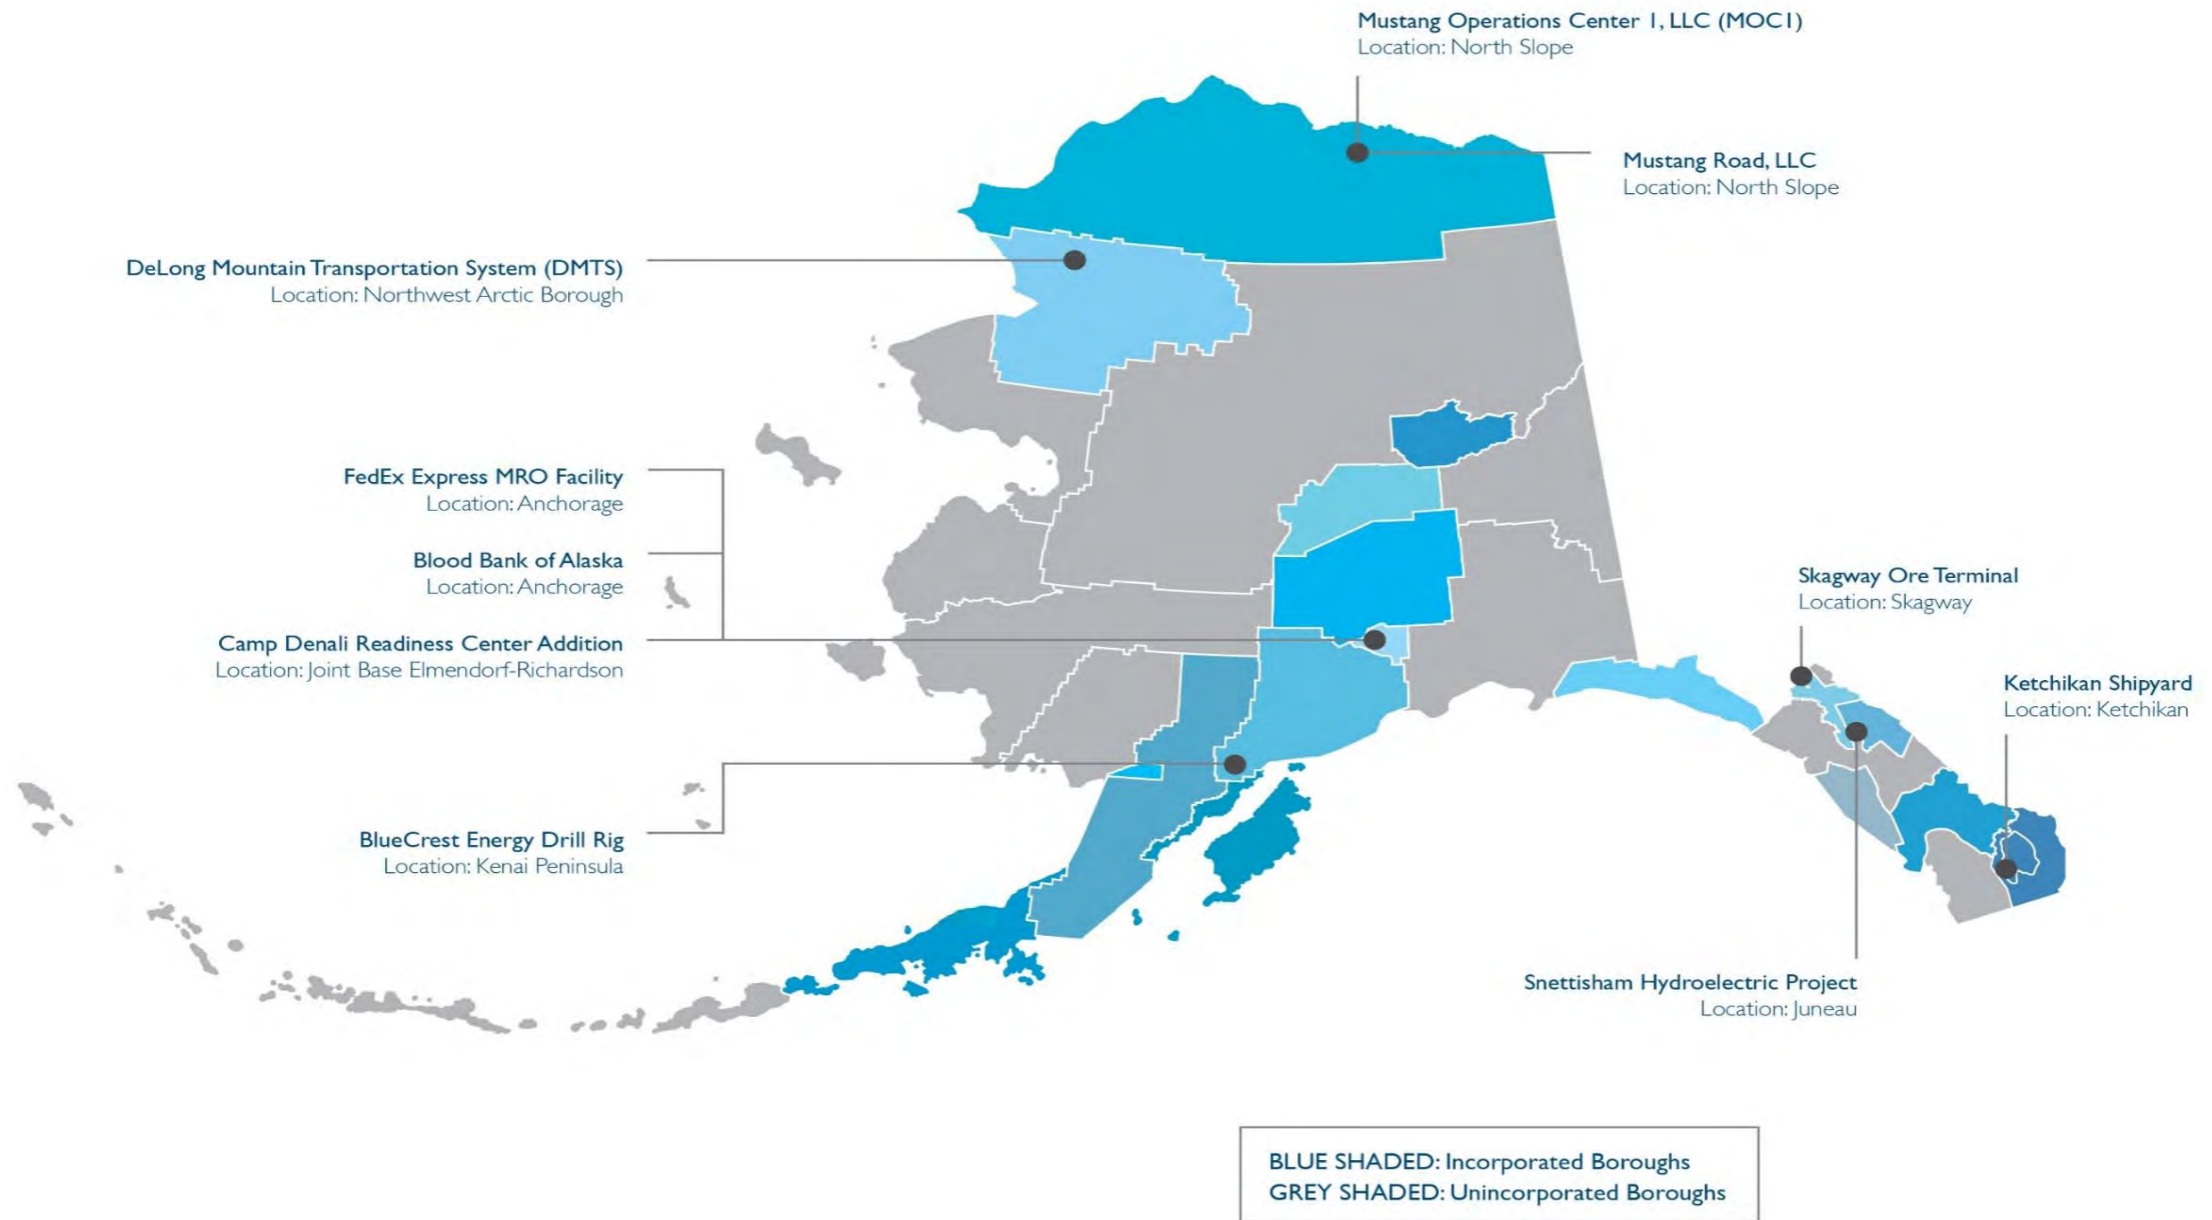 Mustang Operations Center 1, LLC (MOC1)
Location: North Slope
Mustang Road, LLC
Location: North Slope
DeLong Mountain Transportation System (DMTS)
Location: Northwest Arctic Borough
FedEx Express MRO Facility
Location: Anchorage
Blood Bank of Alaska
Location: Anchorage
Camp Denali Readiness Center Addition
Location: Joint Base Elmendorf-Richardson
BlueCrest Energy Drill Rig
Location: Kenai Peninsula
Skagway Ore Terminal
Location: Skagway
Ketchikan Shipyard
Location: Ketchikan
Snettisham Hydroelectric Project
Location: Juneau
BLUE SHADED: Incorporated Boroughs
GREY SHADED: Unincorporated Boroughs